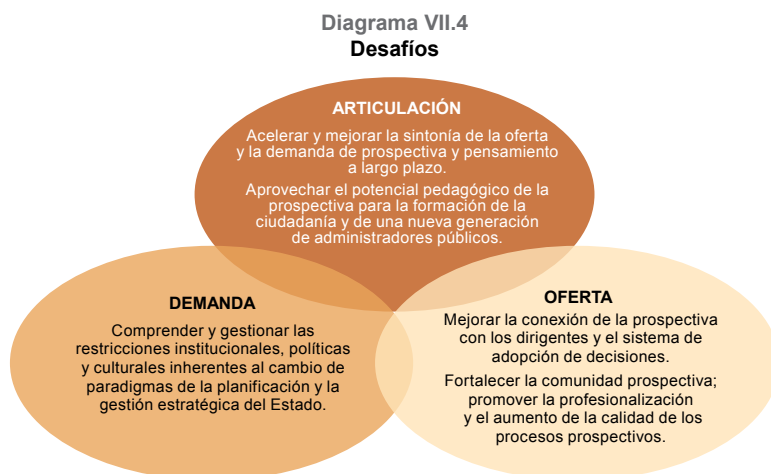 Diagrama VII.4
Desafíos
ARTICULACIÓN
Acelerar y mejorar la sintonía de la oferta
y la demanda de prospectiva y pensamiento
a largo plazo.
Aprovechar el potencial pedagógico de la
prospectiva para la formación de la
ciudadanía y de una nueva generación
de administradores públicos.
DEMANDA
Comprender y gestionar las
restricciones institucionales, políticas
y culturales inherentes al cambio de
paradigmas de la planificación y la
gestión estratégica del Estado.
OFERTA
Mejorar la conexión de la prospectiva
con los dirigentes y el sistema de
adopción de decisiones.
Fortalecer la comunidad prospectiva;
promover la profesionalización
y el aumento de la calidad de los
procesos prospectivos.